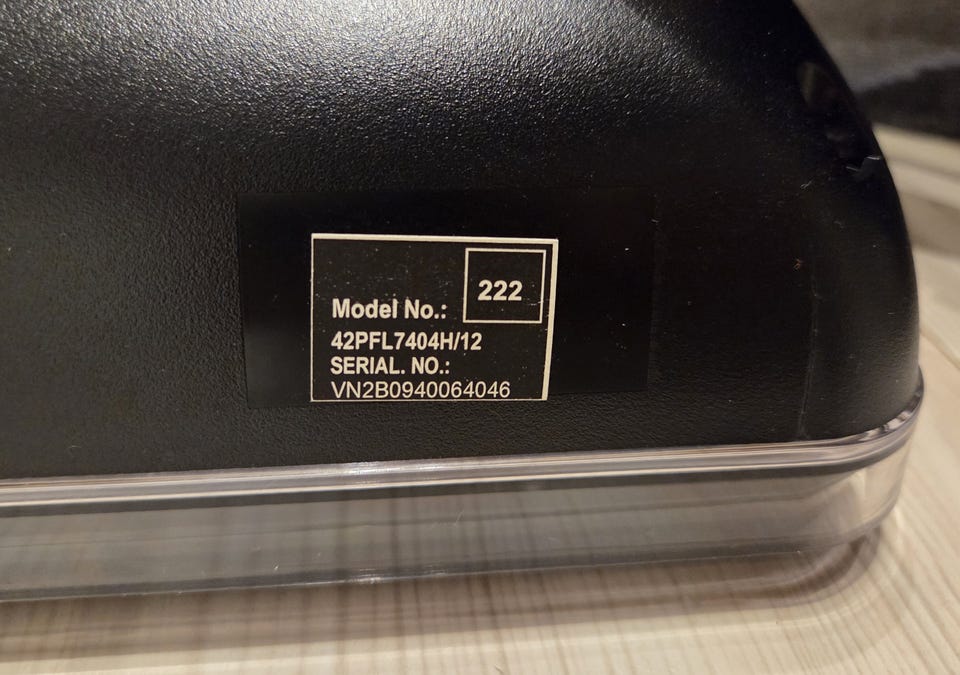 222
Model No.:
42PFL7404H/12
SERIAL. NO.:
VN2B0940064046